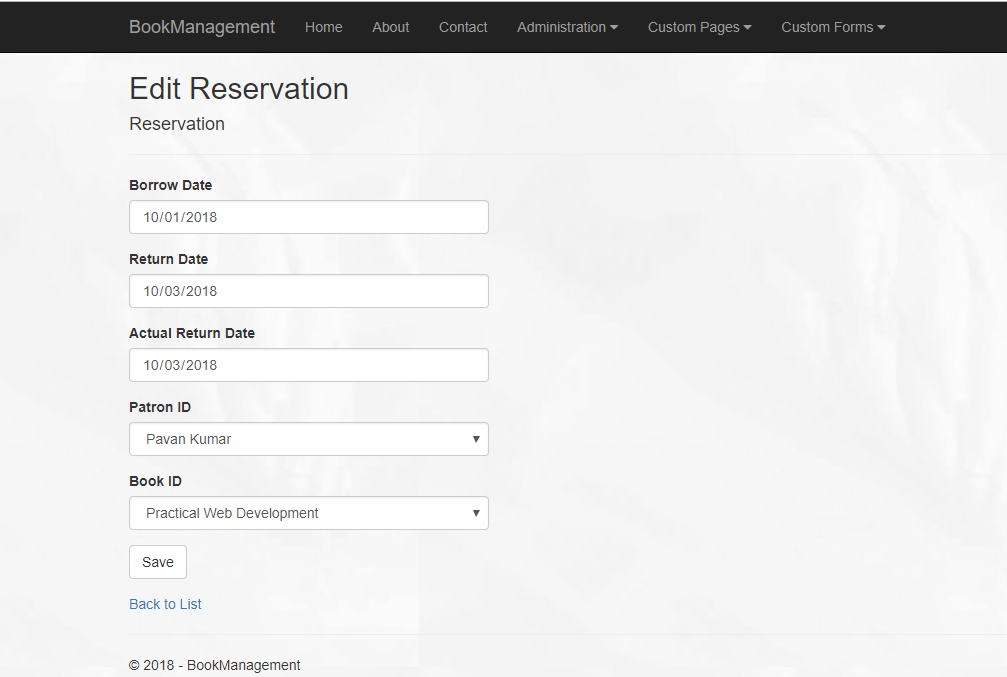 BookManagement Home About Contact Administration Custom Pages Custom Forms
Edit Reservation
Reservation
Borrow Date
10/01/2018
Return Date
10/03/2018
Actual Return Date
10/03/2018
Patron ID
Pavan Kumar
Book ID
Practical Web Development
Save
Back to List
© 2018 - BookManagement